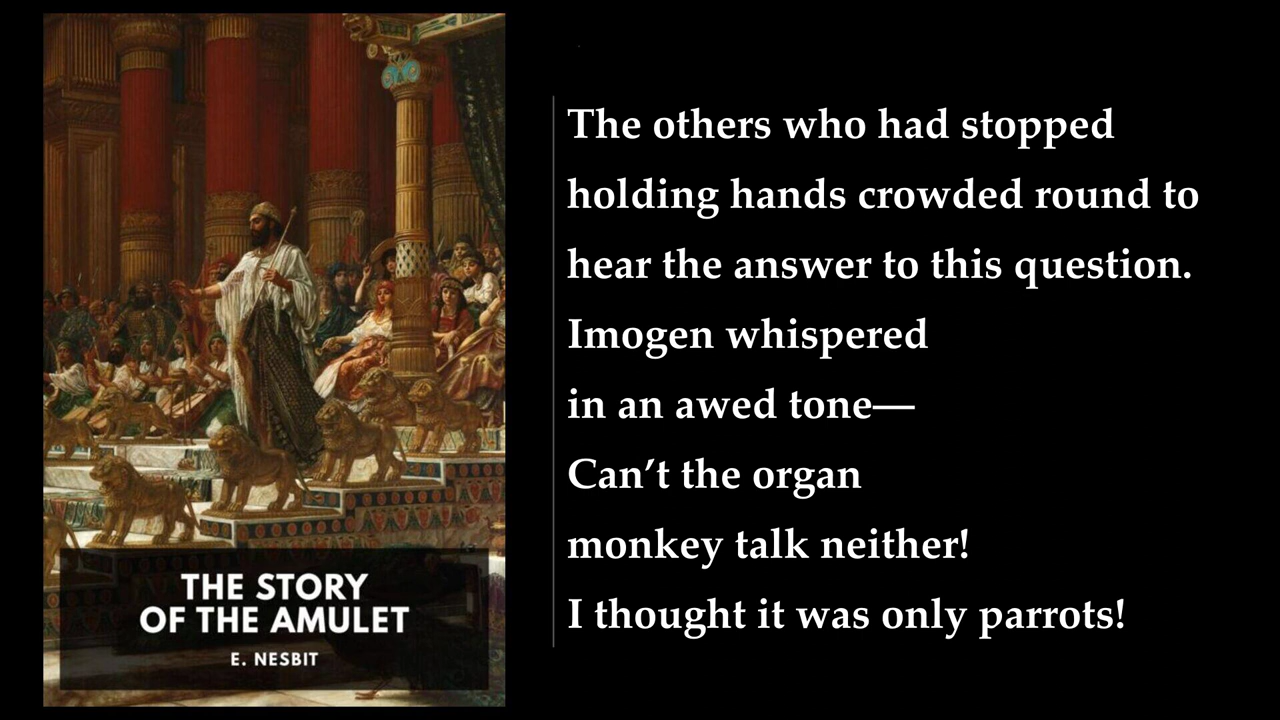 THE STORY
OF THE AMULET
E. NESBIT
The others who had stopped
holding hands crowded round to
hear the answer to this question.
Imogen whispered
in an awed tone—
Can’t the organ
monkey talk neither!
I thought it was only parrots!